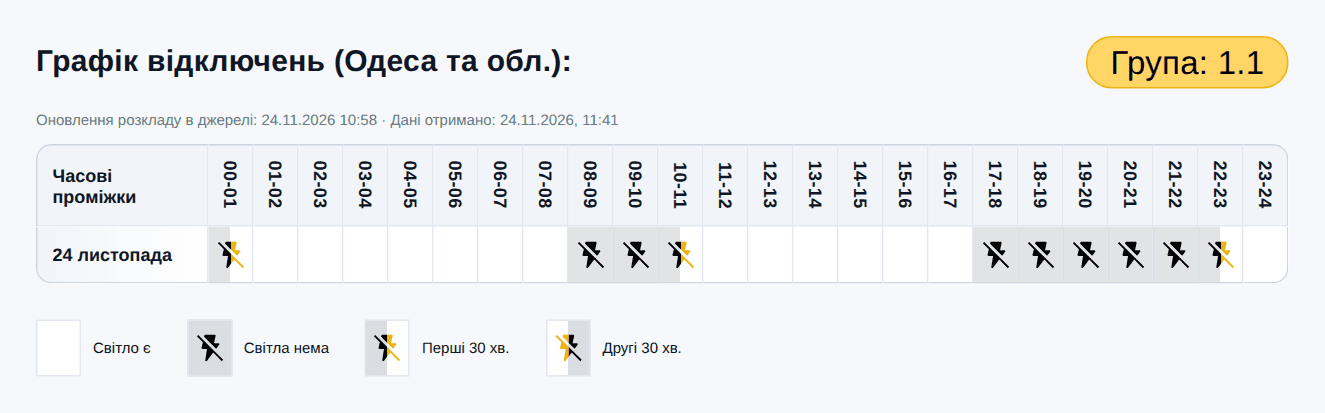 Графік відключень (Одеса та обл.):
Група: 1.1
Оновлення розкладу в джерелі: 24.11.2026 10:58 · Дані отримано: 24.11.2026, 11:41
Часові
проміжки
00-01
01-02
02-03
03-04
04-05
05-06
06-07
07-08
08-09
09-10
10-11
11-12
12-13
13-14
14-15
15-16
16-17
17-18
18-19
19-20
20-21
21-22
22-23
23-24
24 листопада
Світло є
Світла нема
Перші 30 хв.
Другі 30 хв.